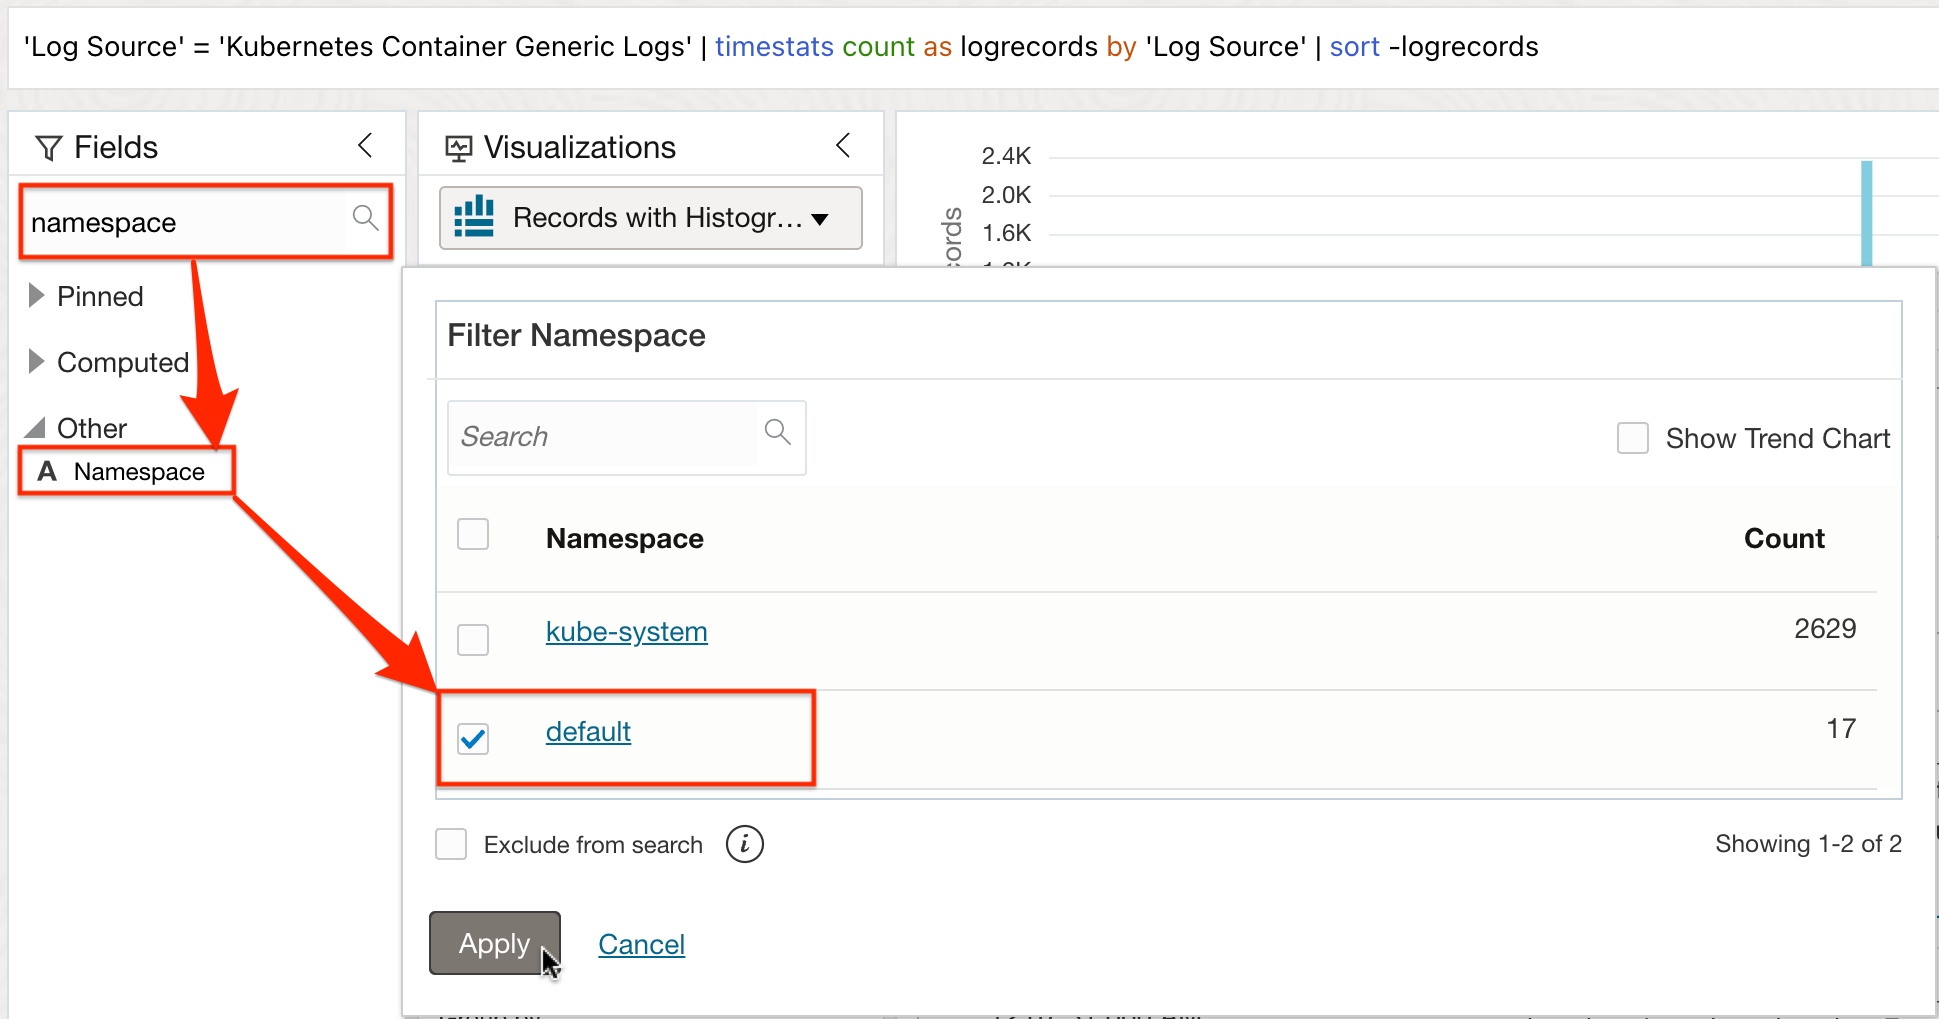 'Log Source' = 'Kubernetes Container Generic Logs' | timestats count as logrecords by 'Log Source' | sort -logrecords
Fields
namespace
Pinned
Computed
Other
A Namespace
Visualizations
Records with Histogr...
2.4K
2.0K
1.6K
Filter Namespace
Search
Show Trend Chart
Namespace Count
kube-system 2629
default 17
Exclude from search i
Showing 1-2 of 2
Apply Cancel